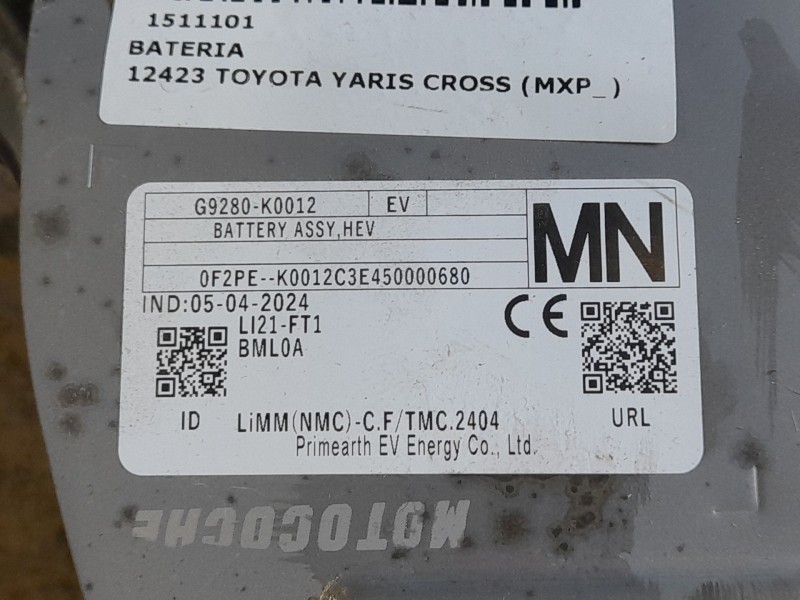 1511101
BATERIA
12423 TOYOTA YARIS CROSS (MXP_)
G9280-K0012 EV
BATTERY ASSY,HEV
MN
0F2PE--K0012C3E450000680
IND:05-04-2024
LI21-FT1
BML0A
CE
ID
LiMM(NMC)-C.F/TMC.2404
URL
Primearth EV Energy Co., Ltd.
MOTOCOCHE